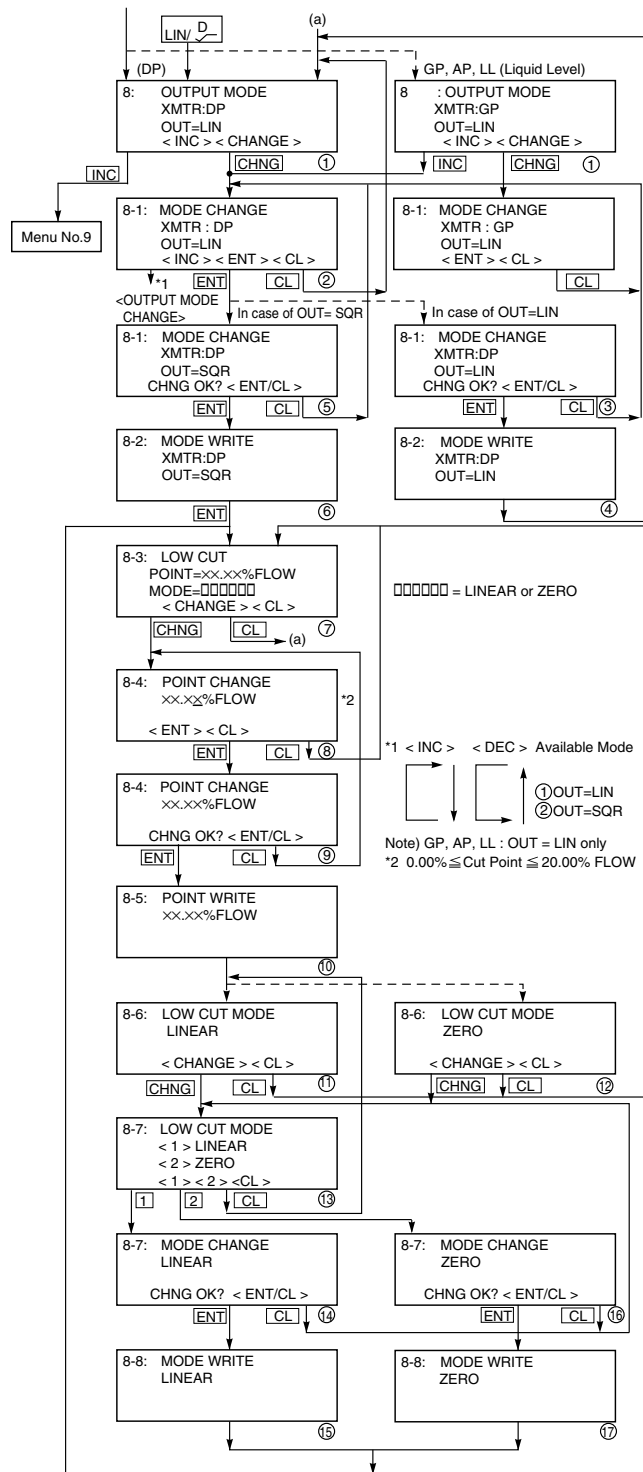 LIN/ D
(a)
(DP)
GP, AP, LL (Liquid Level)
8: OUTPUT MODE
XMTR:DP
OUT=LIN
< INC > < CHANGE >
INC
CHNG
①
8 : OUTPUT MODE
XMTR:GP
OUT=LIN
< INC > < CHANGE >
INC
CHNG
①
Menu No.9
8-1: MODE CHANGE
XMTR : DP
OUT=LIN
< INC > < ENT > < CL >
*1
ENT
CL
②
8-1: MODE CHANGE
XMTR : GP
OUT=LIN
< ENT > < CL >
CL
<OUTPUT MODE
CHANGE>
In case of OUT= SQR
In case of OUT=LIN
8-1: MODE CHANGE
XMTR:DP
OUT=SQR
CHNG OK? < ENT/CL >
ENT
CL
⑤
8-1: MODE CHANGE
XMTR:DP
OUT=LIN
CHNG OK? < ENT/CL >
ENT
CL
③
8-2: MODE WRITE
XMTR:DP
OUT=SQR
ENT
⑥
8-2: MODE WRITE
XMTR:DP
OUT=LIN
④
8-3: LOW CUT
POINT=××.××%FLOW
MODE=▯▯▯▯▯▯
< CHANGE > < CL >
CHNG
CL
⑦
(a)
▯▯▯▯▯▯ = LINEAR or ZERO
8-4: POINT CHANGE
××.××%FLOW
< ENT > < CL >
ENT
CL
⑧
*2
*1 < INC > < DEC > Available Mode
①OUT=LIN
②OUT=SQR
Note) GP, AP, LL : OUT = LIN only
*2 0.00%≦Cut Point≦20.00% FLOW
8-4: POINT CHANGE
××.××%FLOW
CHNG OK? < ENT/CL >
ENT
CL
⑨
8-5: POINT WRITE
××.××%FLOW
⑩
8-6: LOW CUT MODE
LINEAR
< CHANGE > < CL >
CHNG
CL
⑪
8-6: LOW CUT MODE
ZERO
< CHANGE > < CL >
CHNG
CL
⑫
8-7: LOW CUT MODE
< 1 > LINEAR
< 2 > ZERO
< 1 > < 2 > <CL >
1
2
CL
⑬
8-7: MODE CHANGE
LINEAR
CHNG OK? < ENT/CL >
ENT
CL
⑭
8-7: MODE CHANGE
ZERO
CHNG OK? < ENT/CL >
ENT
CL
⑯
8-8: MODE WRITE
LINEAR
⑮
8-8: MODE WRITE
ZERO
⑰